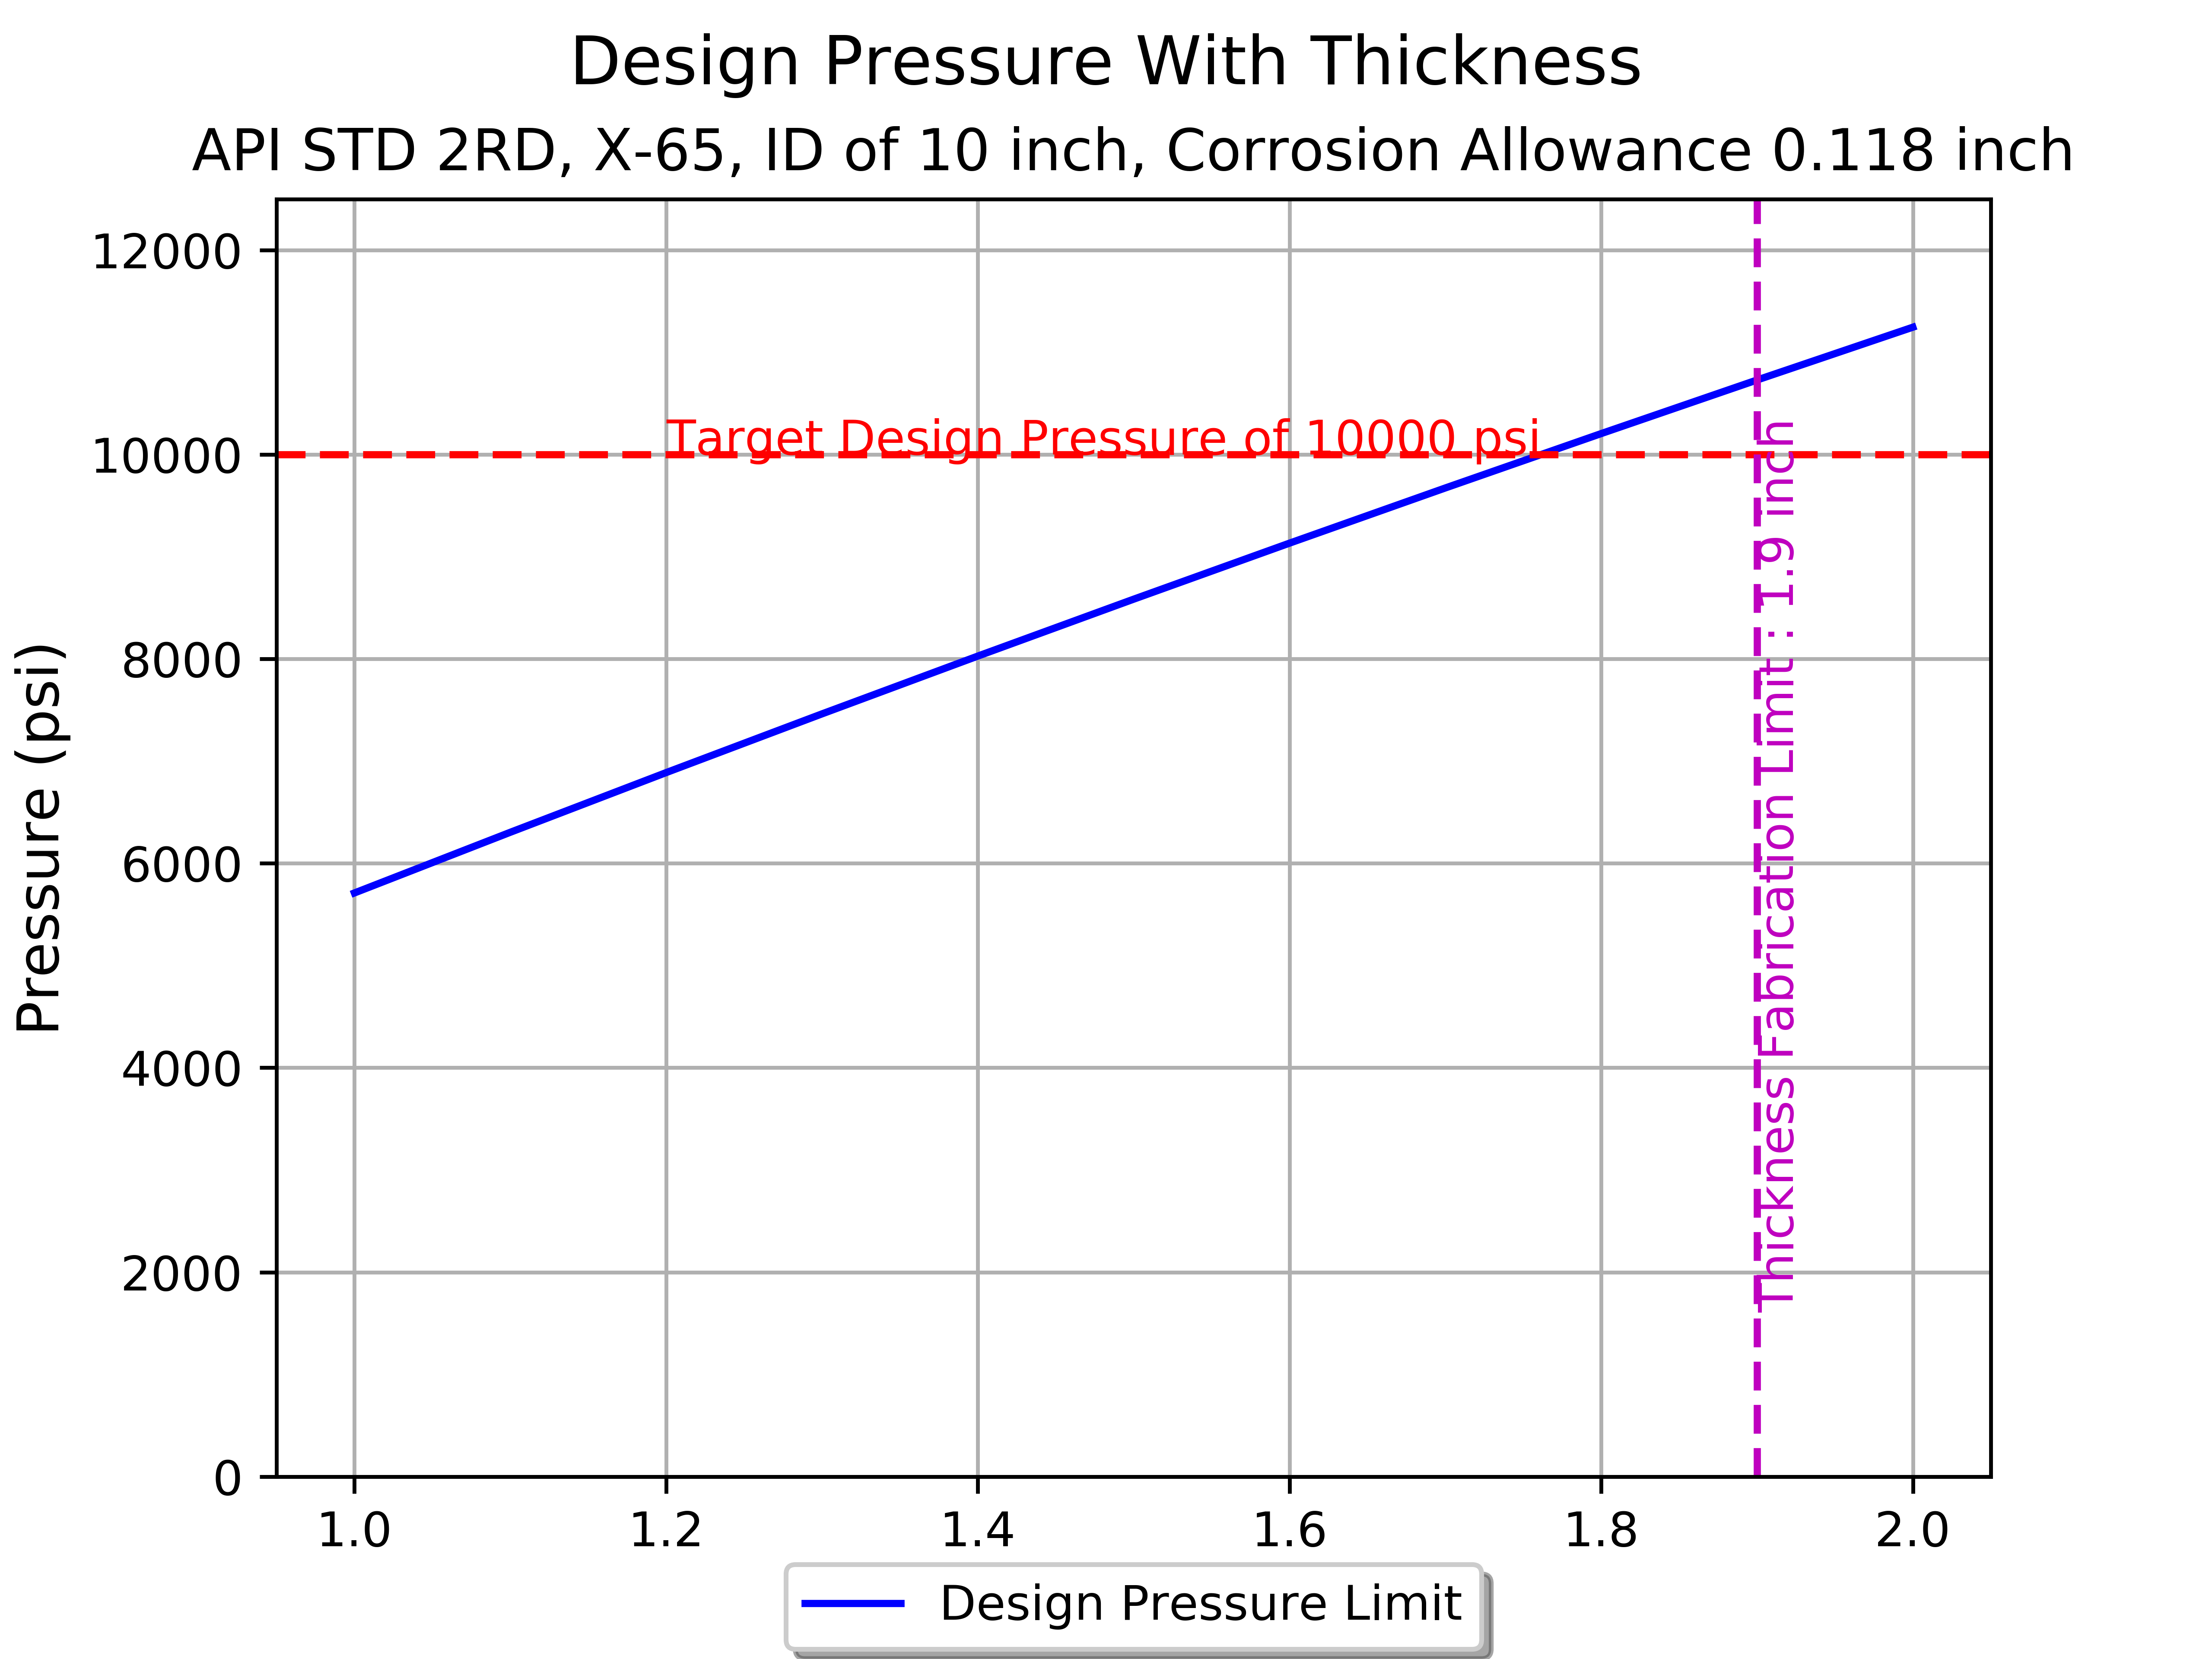 Design Pressure With Thickness
API STD 2RD, X-65, ID of 10 inch, Corrosion Allowance 0.118 inch
12000
10000
8000
6000
4000
2000
0
Pressure (psi)
Target Design Pressure of 10000 psi
Thickness Fabrication Limit : 1.9 inch
1.0 1.2 1.4 1.6 1.8 2.0
Design Pressure Limit